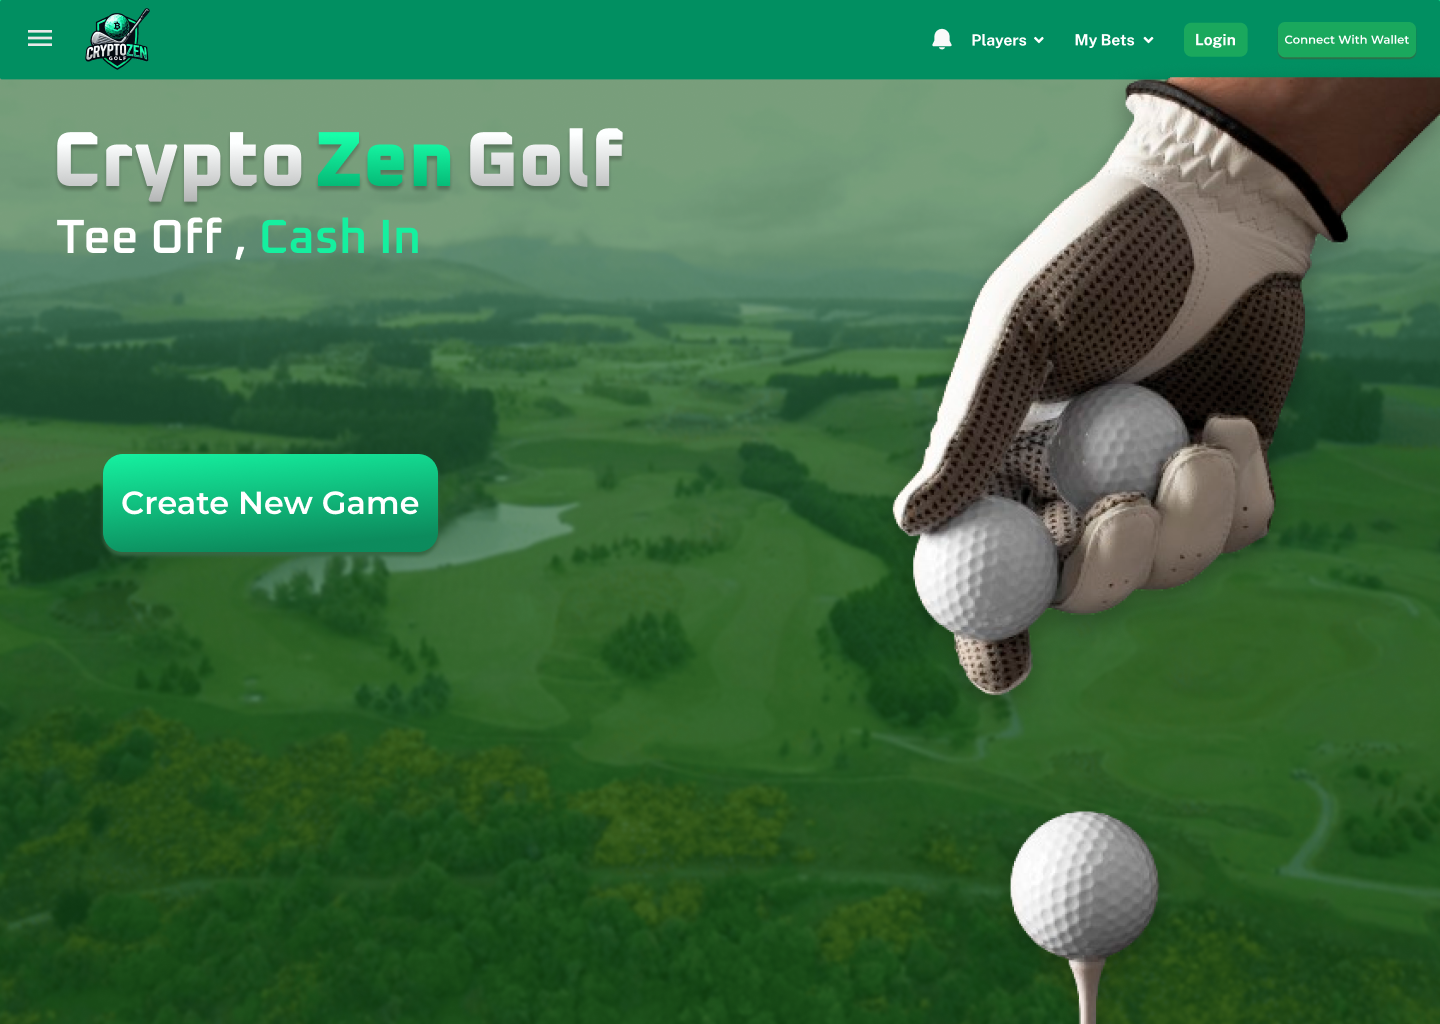 CRYPTOZEN
GOLF
Players
My Bets
Login
Connect With Wallet
Crypto Zen Golf
Tee Off , Cash In
Create New Game